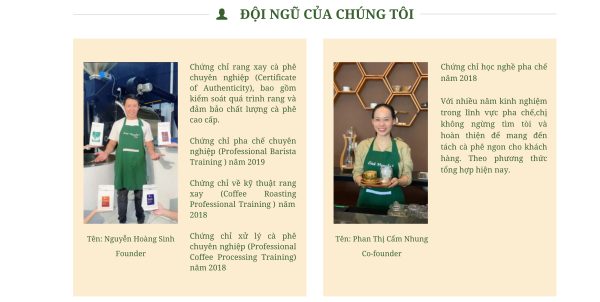 ĐỘI NGŨ CỦA CHÚNG TÔI
Chứng chỉ rang xay cà phê
chuyên nghiệp (Certificate
of Authenticity), bao gồm
kiểm soát quá trình rang và
đảm bảo chất lượng cà phê
cao cấp.
Chứng chỉ pha chế chuyên
nghiệp (Professional Barista
Training ) năm 2019
Chứng chỉ về kỹ thuật rang
xay (Coffee Roasting
Professional Training ) năm
2018
Chứng chỉ xử lý cà phê
chuyên nghiệp (Professional
Coffee Processing Training)
năm 2018
Tên: Nguyễn Hoàng Sinh
Founder
Chứng chỉ học nghề pha chế
năm 2018
Với nhiều năm kinh nghiệm
trong lĩnh vực pha chế,chị
không ngừng tìm tòi và
hoàn thiện để mang đến
tách cà phê ngon cho khách
hàng. Theo phương thức
tổng hợp hiện nay.
Tên: Phan Thị Cẩm Nhung
Co-founder